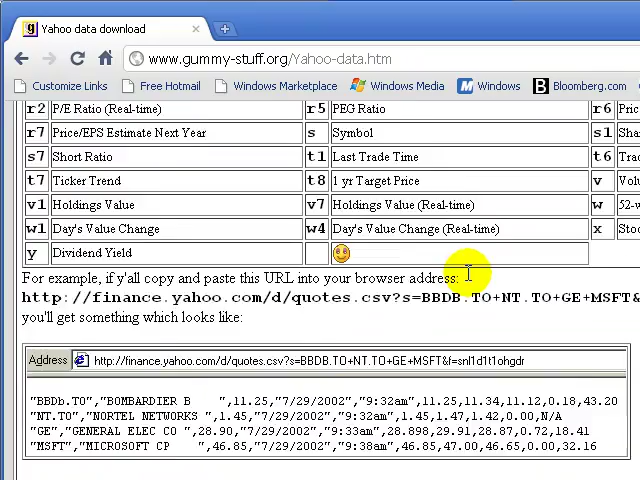 Yahoo data download
www.gummy-stuff.org/Yahoo-data.htm
Customize Links Free Hotmail Windows Marketplace Windows Media Windows Bloomberg.com
r2 P/E Ratio (Real-time) r5 PEG Ratio r6
r7 Price/EPS Estimate Next Year s Symbol s1
s7 Short Ratio t1 Last Trade Time t6
t7 Ticker Trend t8 1 yr Target Price v
v1 Holdings Value v7 Holdings Value (Real-time) w 52-w
w1 Day's Value Change w4 Day's Value Change (Real-time) x
y Dividend Yield
For example, if y'all copy and paste this URL into your browser address:
http://finance.yahoo.com/d/quotes.csv?s=BBDB.TO+NT.TO+GE+MSFT&
you'll get something which looks like:
Address http://finance.yahoo.com/d/quotes.csv?s=BBDB.TO+NT.TO+GE+MSFT&f=snl1d1t1ohgdr
"BBDb.TO","BOMBARDIER B ",11.25,"7/29/2002","9:32am",11.25,11.34,11.12,0.18,43.20
"NT.TO","NORTEL NETWORKS ",1.45,"7/29/2002","9:32am",1.45,1.47,1.42,0.00,N/A
"GE","GENERAL ELEC CO ",28.90,"7/29/2002","9:33am",28.898,29.91,28.87,0.72,18.41
"MSFT","MICROSOFT CP ",46.85,"7/29/2002","9:38am",46.85,47.00,46.65,0.00,32.16